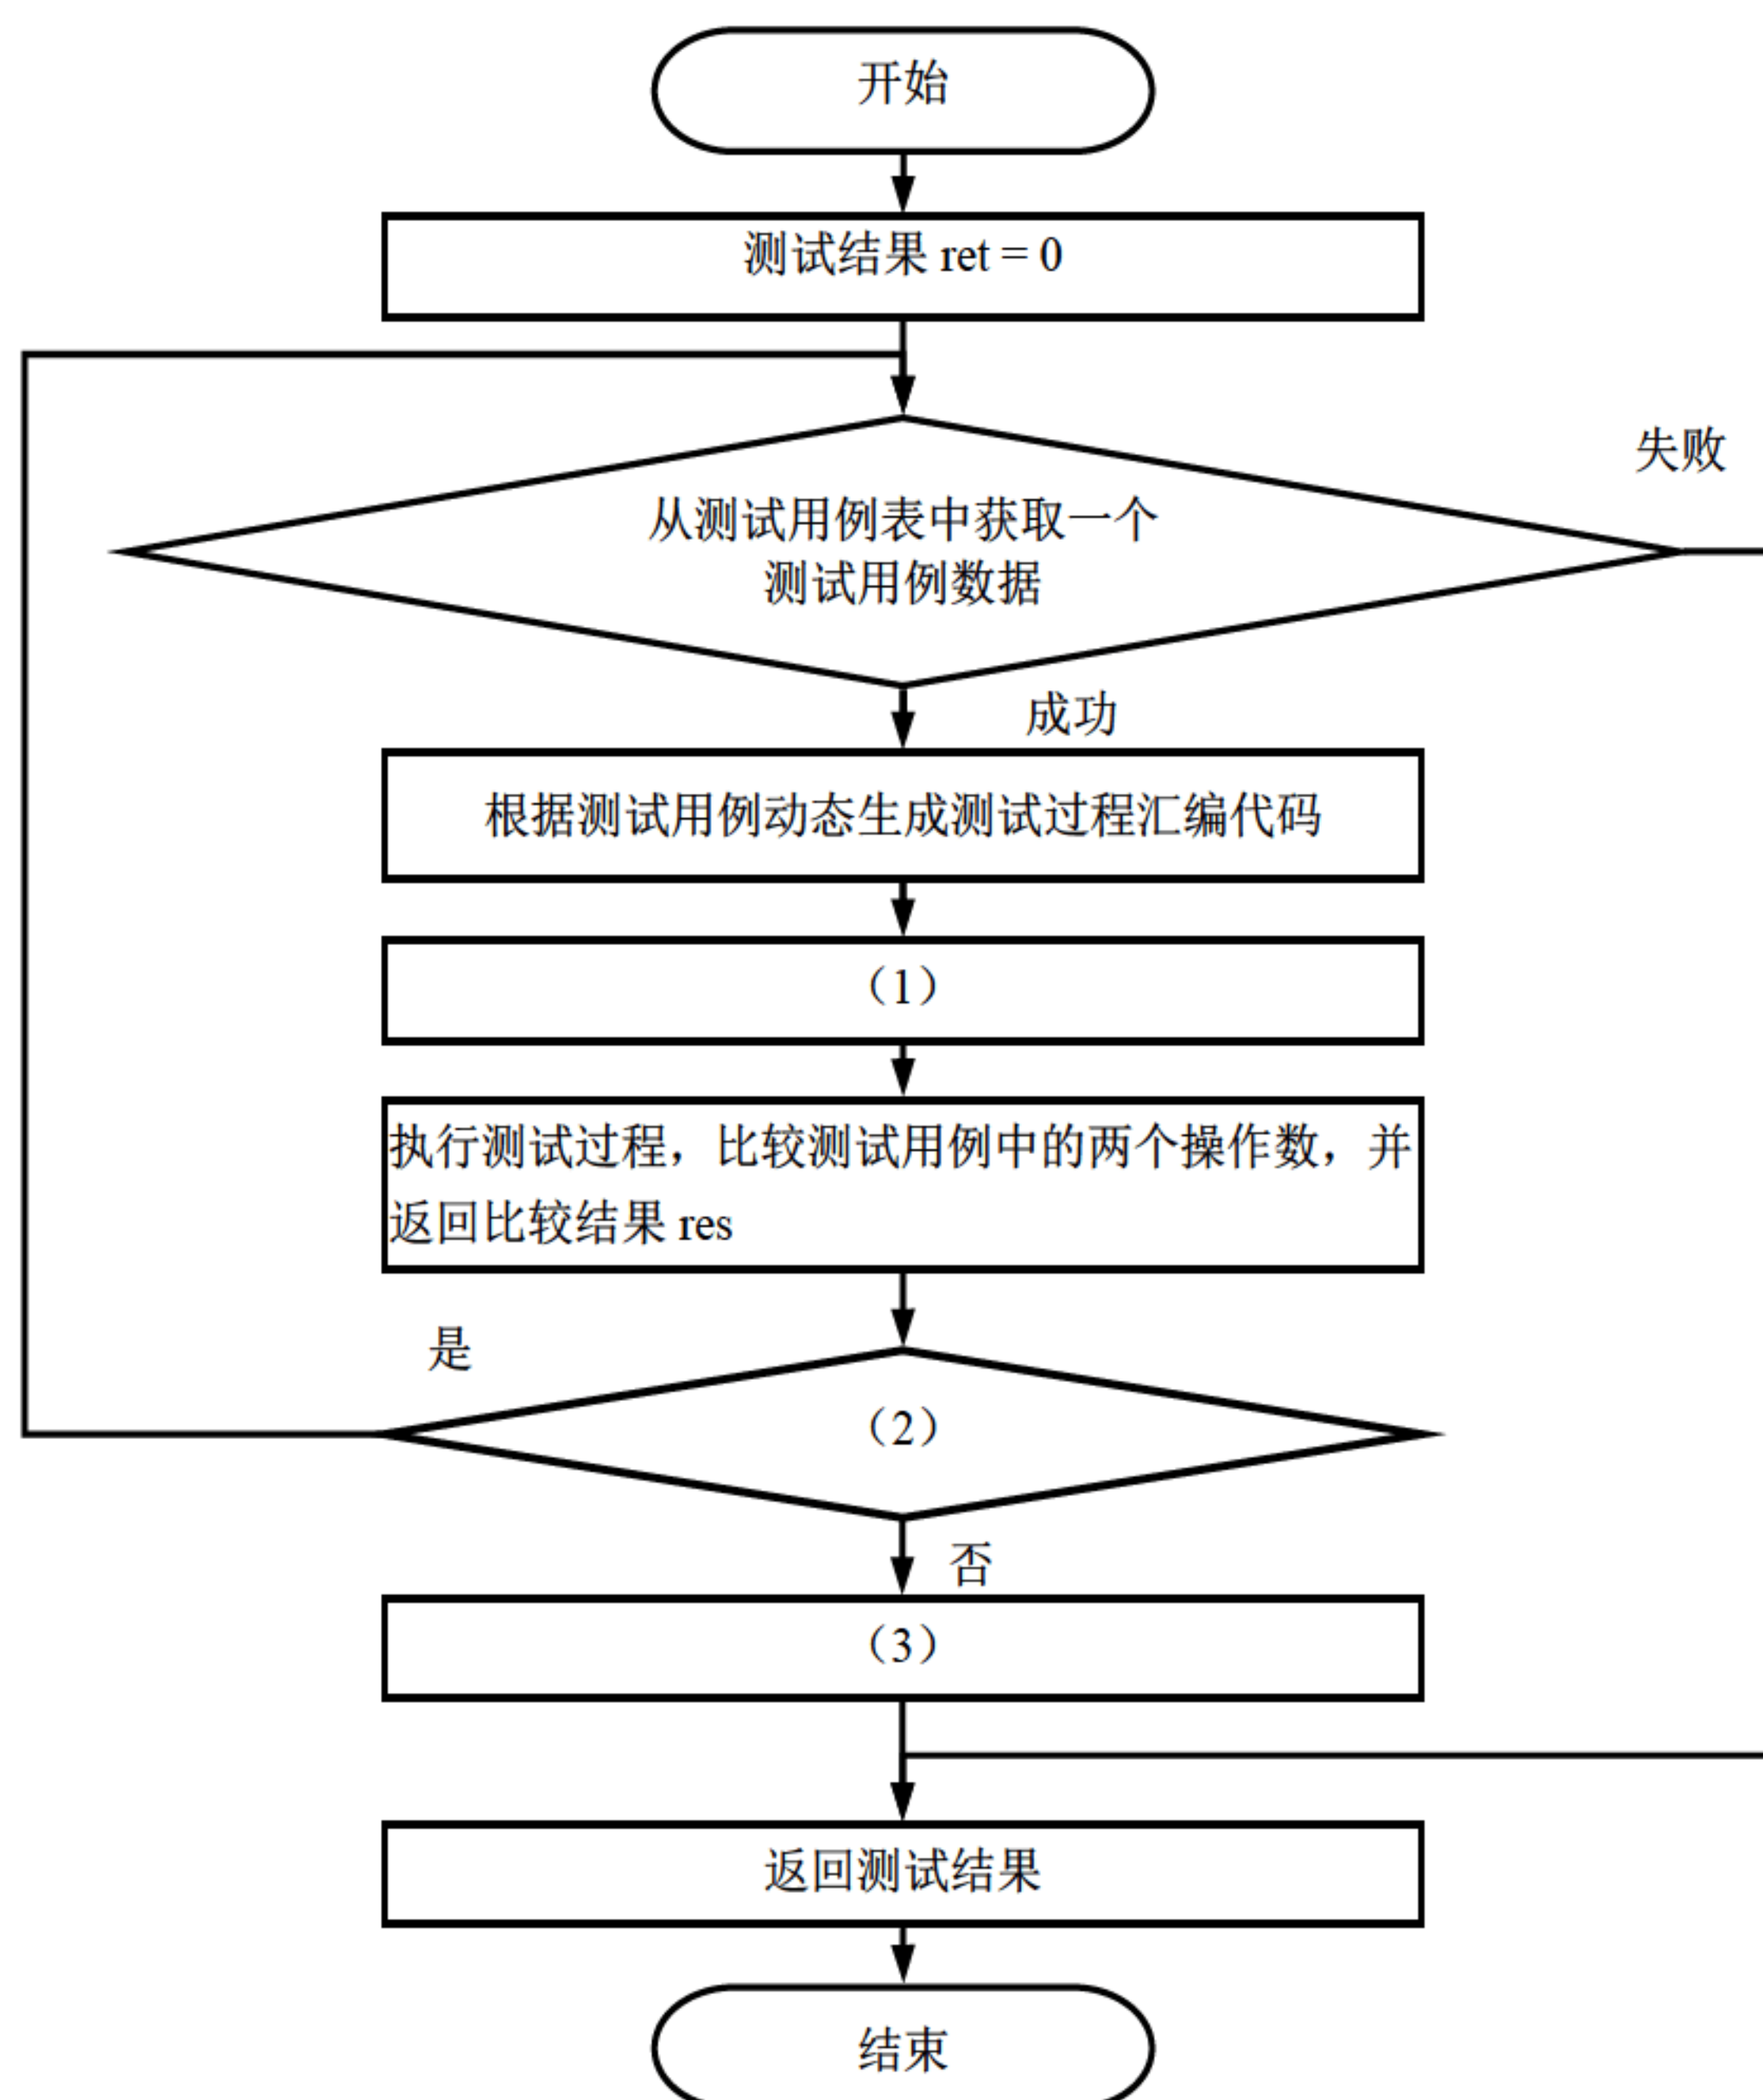 开始
测试结果 ret = 0
失败
从测试用例表中获取一个
测试用例数据
成功
根据测试用例动态生成测试过程汇编代码
（1）
执行测试过程，比较测试用例中的两个操作数，并
返回比较结果 res
是
（2）
否
（3）
返回测试结果
结束